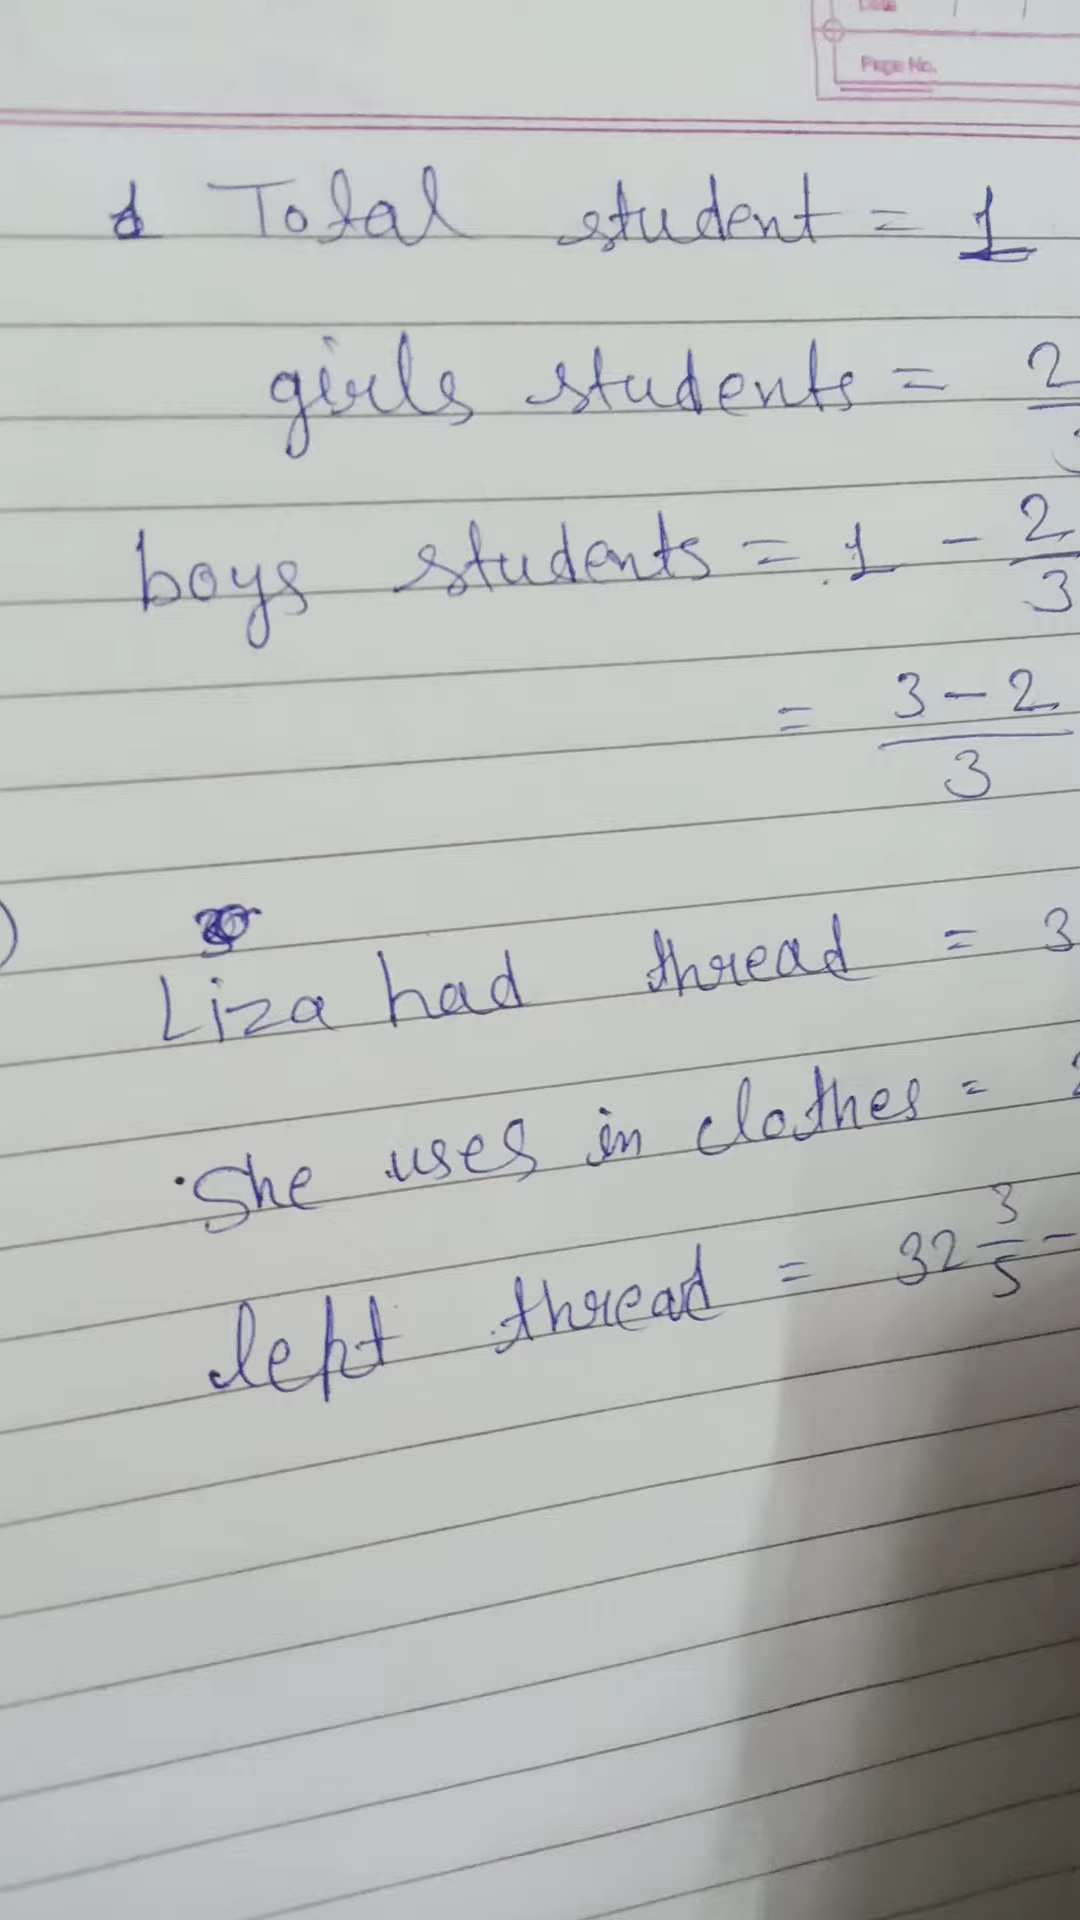 Date / /
Page No.
Total student = 1
girls students = 2/
boys students = 1 - 2/3
= 3-2/3
Liza had thread = 3
She uses in clothes =
left thread = 32 3/5 -